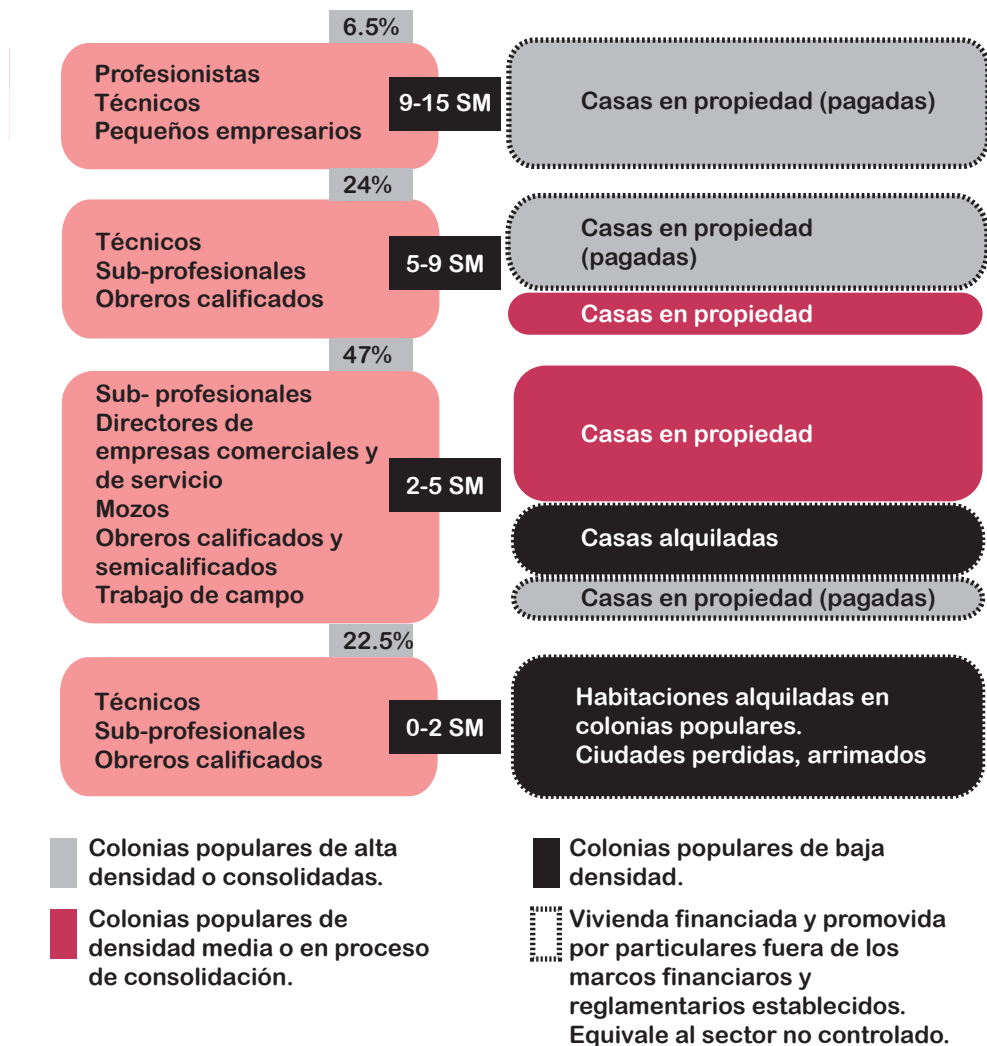 6.5%
Profesionistas
Técnicos
Pequeños empresarios
9-15 SM
Casas en propiedad (pagadas)
24%
Técnicos
Sub-profesionales
Obreros calificados
5-9 SM
Casas en propiedad
(pagadas)
Casas en propiedad
47%
Sub- profesionales
Directores de
empresas comerciales y
de servicio
Mozos
Obreros calificados y
semicalificados
Trabajo de campo
2-5 SM
Casas en propiedad
Casas alquiladas
Casas en propiedad (pagadas)
22.5%
Técnicos
Sub-profesionales
Obreros calificados
0-2 SM
Habitaciones alquiladas en
colonias populares.
Ciudades perdidas, arrimados
Colonias populares de alta
densidad o consolidadas.
Colonias populares de
densidad media o en proceso
de consolidación.
Colonias populares de baja
densidad.
Vivienda financiada y promovida
por particulares fuera de los
marcos financiaros y
reglamentarios establecidos.
Equivale al sector no controlado.